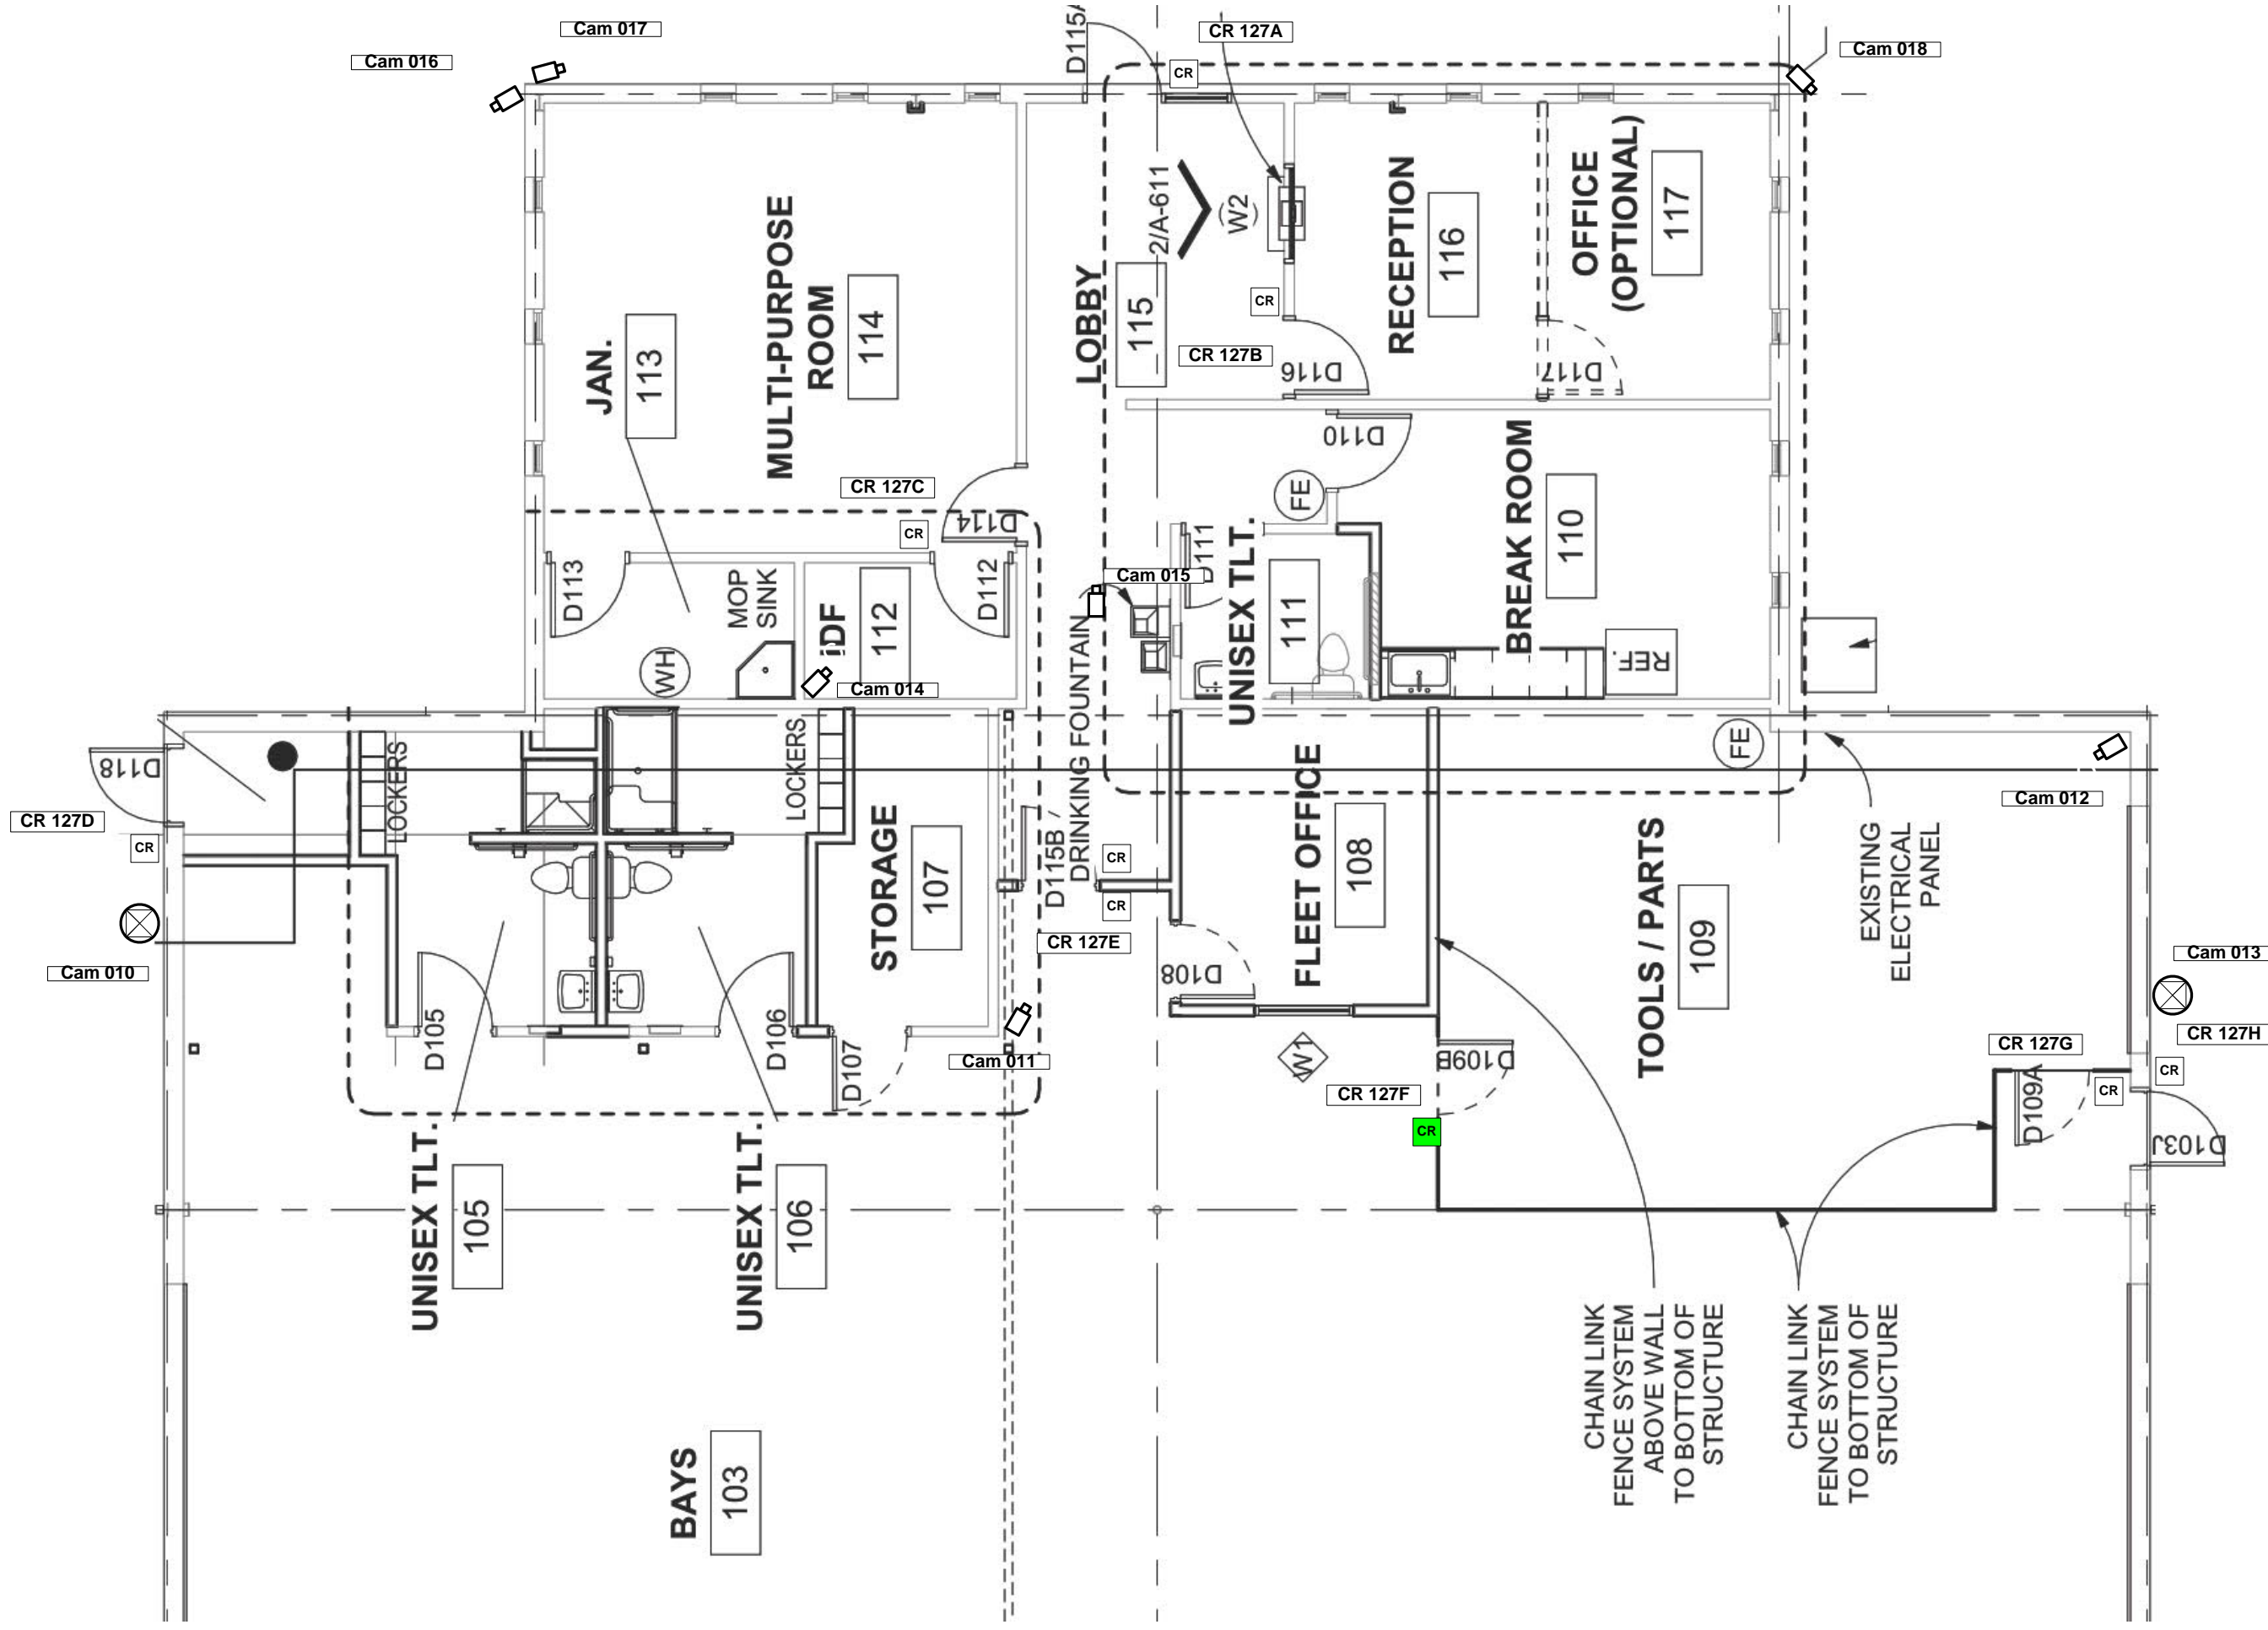 Cam 017
Cam 016
D115A
CR 127A
CR
Cam 018
MULTI-PURPOSE
ROOM
114
JAN.
113
LOBBY
115
2/A-611
(W2)
CR
CR 127B
D116
RECEPTION
116
OFFICE
(OPTIONAL)
117
D117
CR 127C
CR
D114
D113
D112
MOP
SINK
IDF
112
WH
Cam 014
D110
FE
BREAK ROOM
110
D111
Cam 015
UNISEX TLT.
111
REF.
DRINKING FOUNTAIN
D118
CR 127D
CR
LOCKERS
LOCKERS
STORAGE
107
D115B
CR
CR
CR 127E
FLEET OFFICE
108
D108
FE
TOOLS / PARTS
109
EXISTING
ELECTRICAL
PANEL
Cam 012
Cam 010
Cam 013
CR 127H
CR
CR 127G
CR
D109A
D103J
D105
D106
D107
Cam 011
W1
D109B
CR 127F
CR
UNISEX TLT.
105
UNISEX TLT.
106
BAYS
103
CHAIN LINK
FENCE SYSTEM
ABOVE WALL
TO BOTTOM OF
STRUCTURE
CHAIN LINK
FENCE SYSTEM
TO BOTTOM OF
STRUCTURE